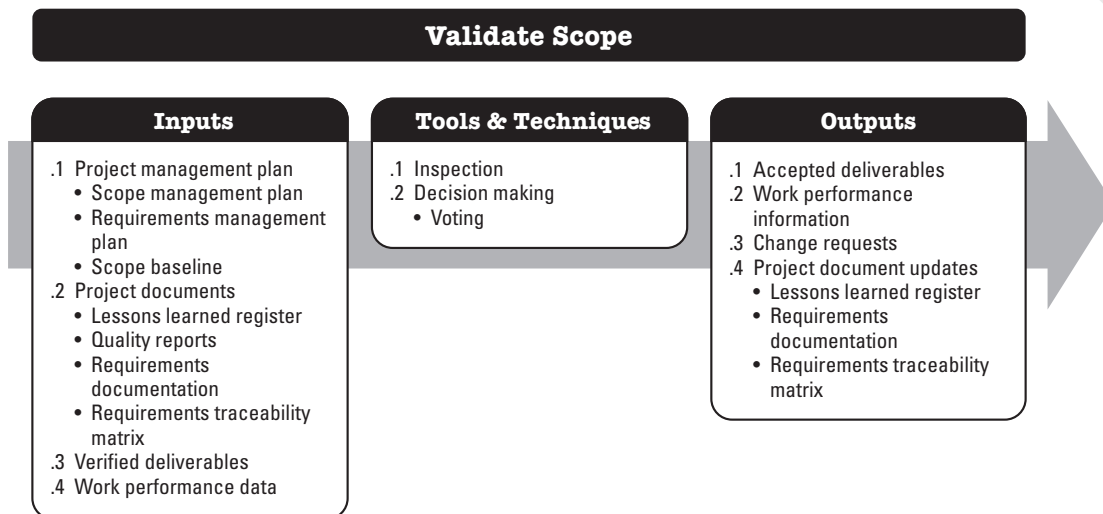 Validate Scope
Inputs
.1 Project management plan
• Scope management plan
• Requirements management
plan
• Scope baseline
.2 Project documents
• Lessons learned register
• Quality reports
• Requirements
documentation
• Requirements traceability
matrix
.3 Verified deliverables
.4 Work performance data
Tools & Techniques
.1 Inspection
.2 Decision making
• Voting
Outputs
.1 Accepted deliverables
.2 Work performance
information
.3 Change requests
.4 Project document updates
• Lessons learned register
• Requirements
documentation
• Requirements traceability
matrix